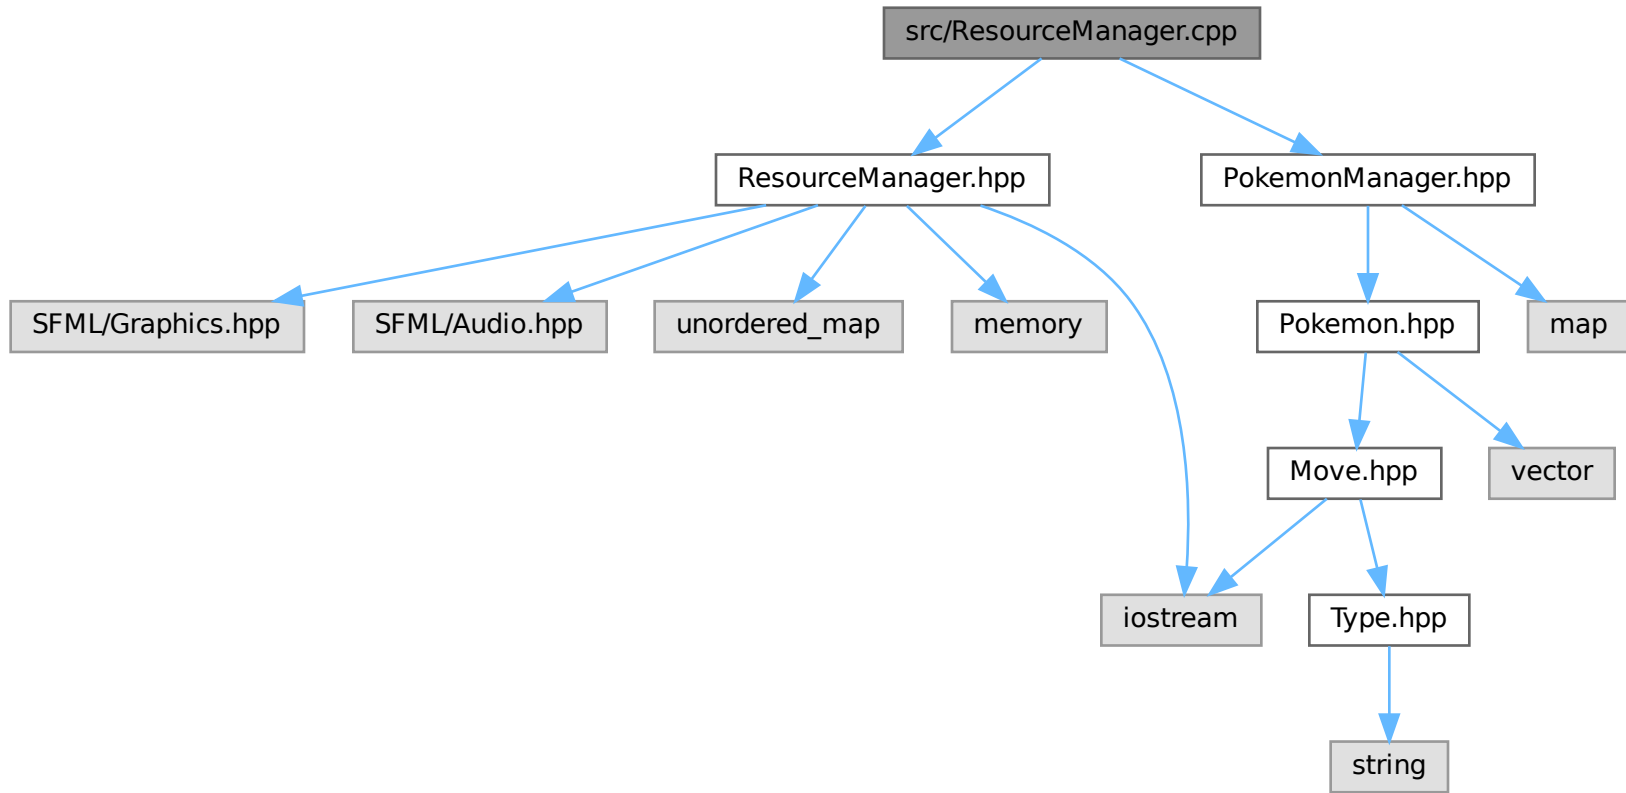 src/ResourceManager.cpp
ResourceManager.hpp
PokemonManager.hpp
SFML/Graphics.hpp
SFML/Audio.hpp
unordered_map
memory
Pokemon.hpp
map
Move.hpp
vector
iostream
Type.hpp
string